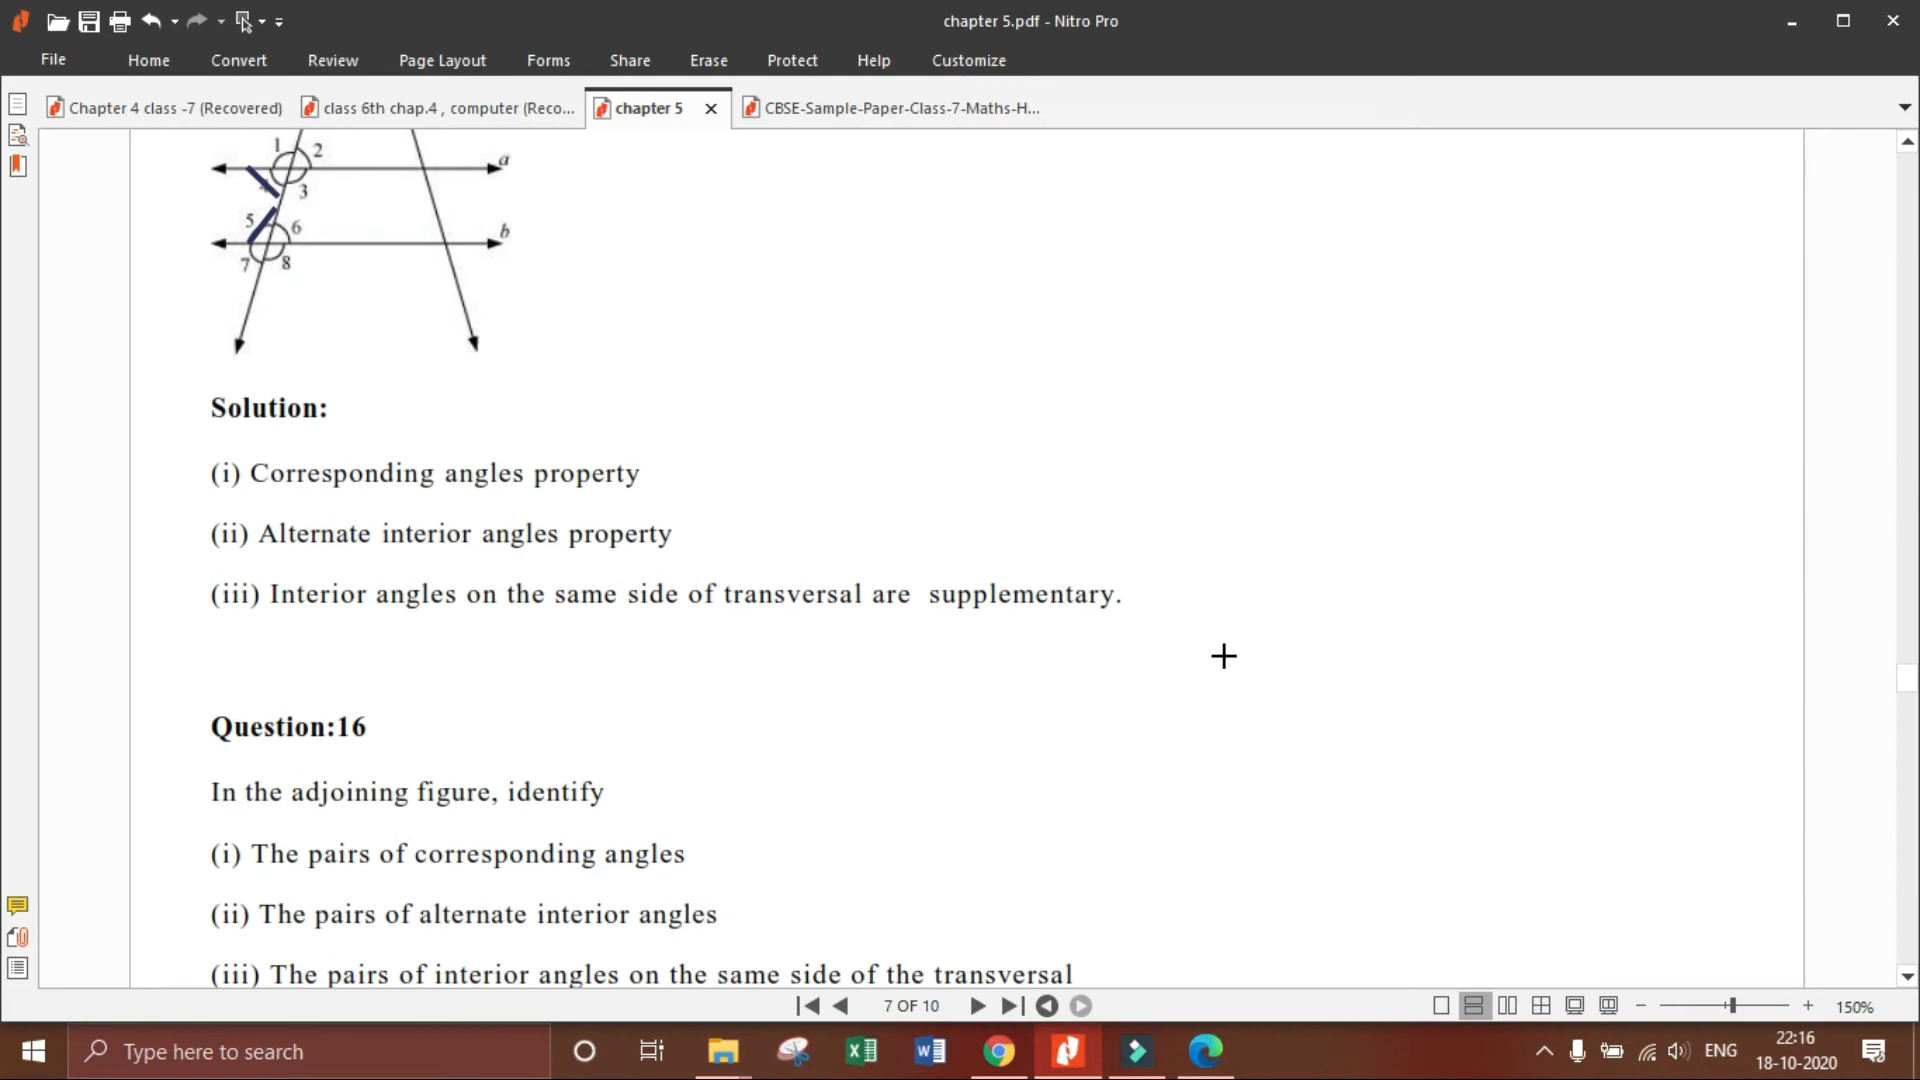 chapter 5.pdf - Nitro Pro
File Home Convert Review Page Layout Forms Share Erase Protect Help Customize
Chapter 4 class -7 (Recovered) class 6th chap.4 , computer (Reco... chapter 5 CBSE-Sample-Paper-Class-7-Maths-H...
1 2 a
3
5 6 b
7 8
Solution:
(i) Corresponding angles property
(ii) Alternate interior angles property
(iii) Interior angles on the same side of transversal are supplementary.
Question:16
In the adjoining figure, identify
(i) The pairs of corresponding angles
(ii) The pairs of alternate interior angles
(iii) The pairs of interior angles on the same side of the transversal
7 OF 10
150%
Type here to search
ENG
22:16
18-10-2020